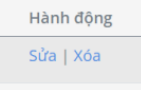 Hành động
Sửa | Xóa